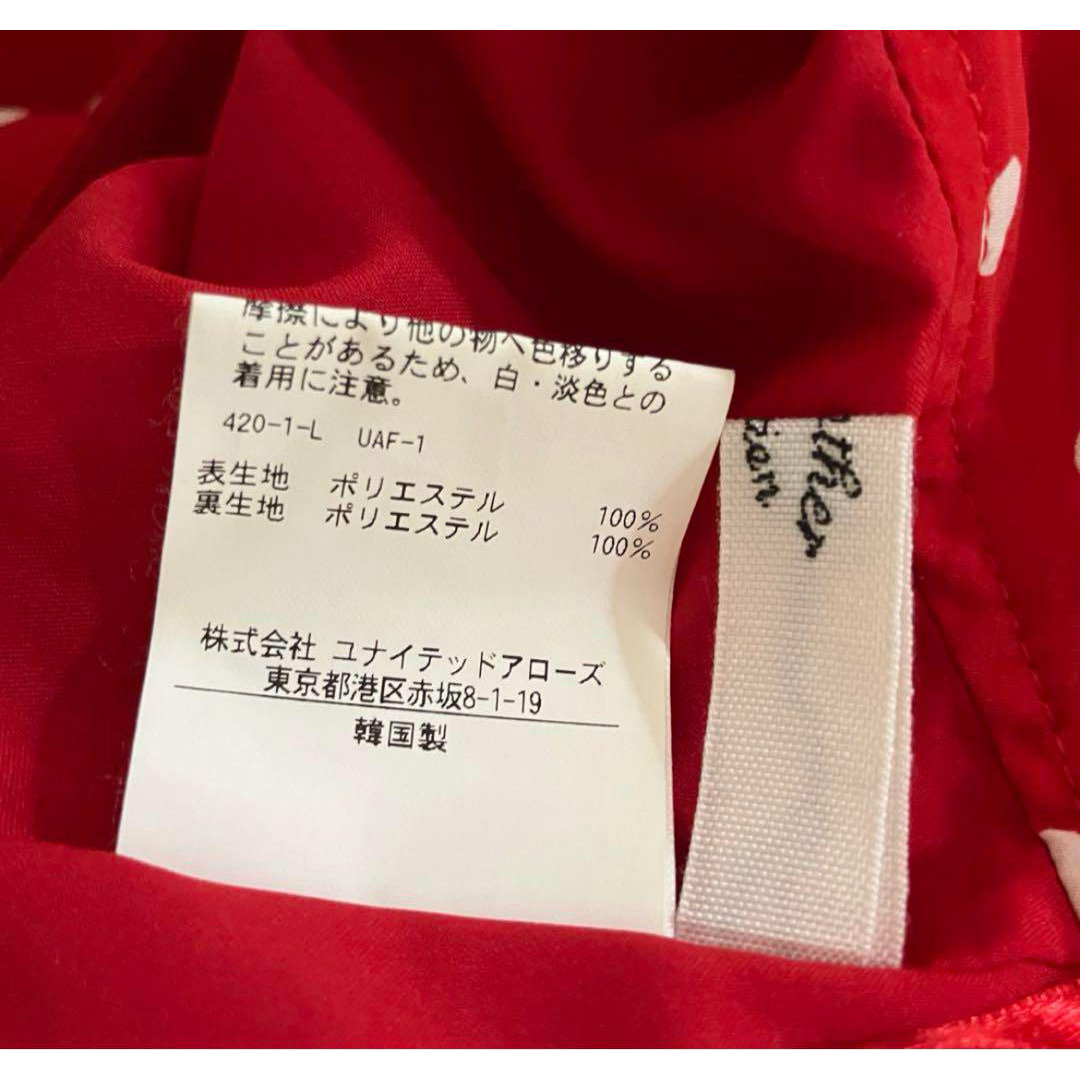 摩擦により他の物へ色移りする
ことがあるため、白・淡色との
着用に注意。
420-1-L UAF-1
表生地 ポリエステル 100%
裏生地 ポリエステル 100%
株式会社 ユナイテッドアローズ
東京都港区赤坂8-1-19
韓国製